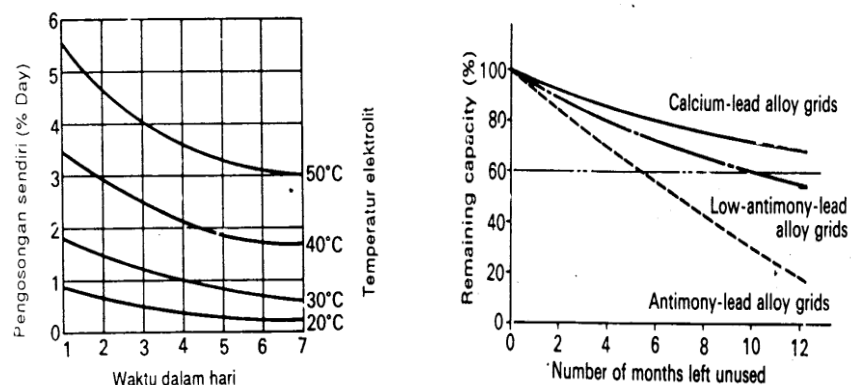 Pengosongan sendiri (% Day)
6
5
4
3
2
1
0
1 2 3 4 5 6 7
Waktu dalam hari
50°C
40°C
30°C
20°C
Temperatur elektrolit
Remaining capacity (%)
100
80
60
40
20
0
Calcium-lead alloy grids
Low-antimony-lead
alloy grids
Antimony-lead alloy grids
0 2 4 6 8 10 12
Number of months left unused